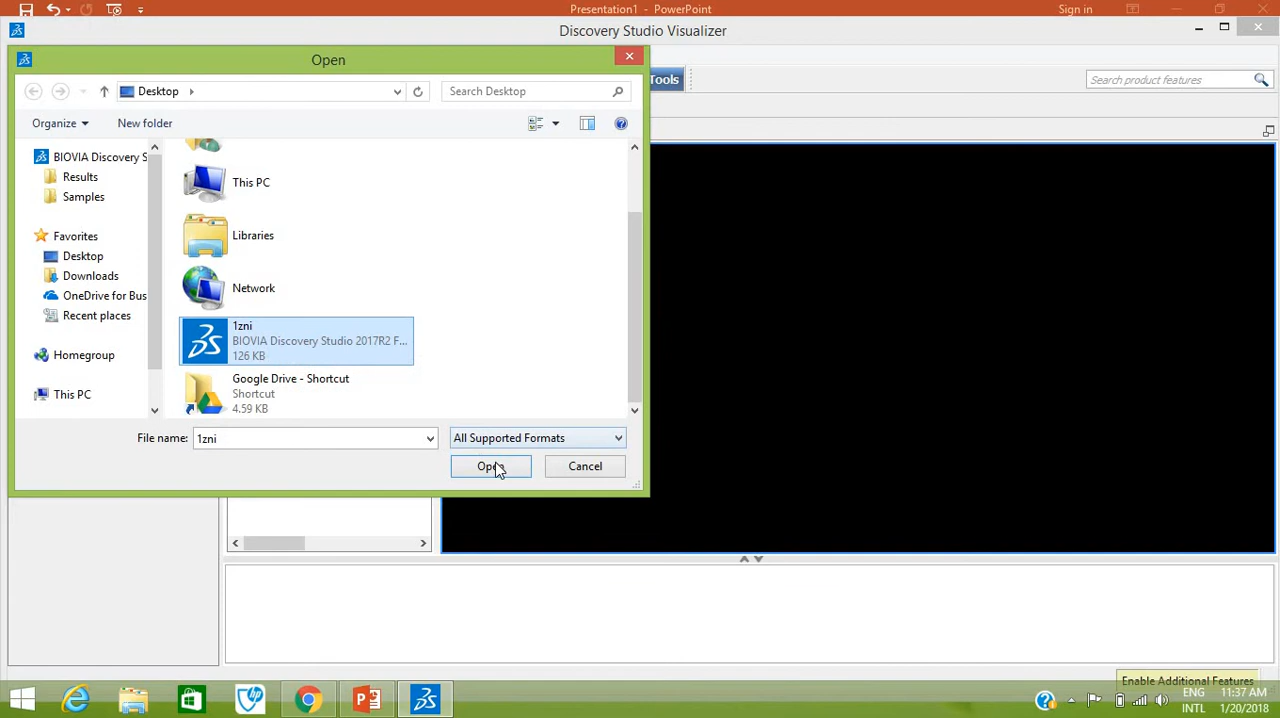 Presentation1 - PowerPoint
Sign in
Discovery Studio Visualizer
Open
Tools
Search product features
Desktop
Search Desktop
Organize
New folder
BIOVIA Discovery S
Results
Samples
Favorites
Desktop
Downloads
OneDrive for Bus
Recent places
Homegroup
This PC
This PC
Libraries
Network
1zni
BIOVIA Discovery Studio 2017R2 F...
126 KB
Google Drive - Shortcut
Shortcut
4.59 KB
File name:
1zni
All Supported Formats
Open
Cancel
Enable Additional Features
ENG
INTL
11:37 AM
1/20/2018